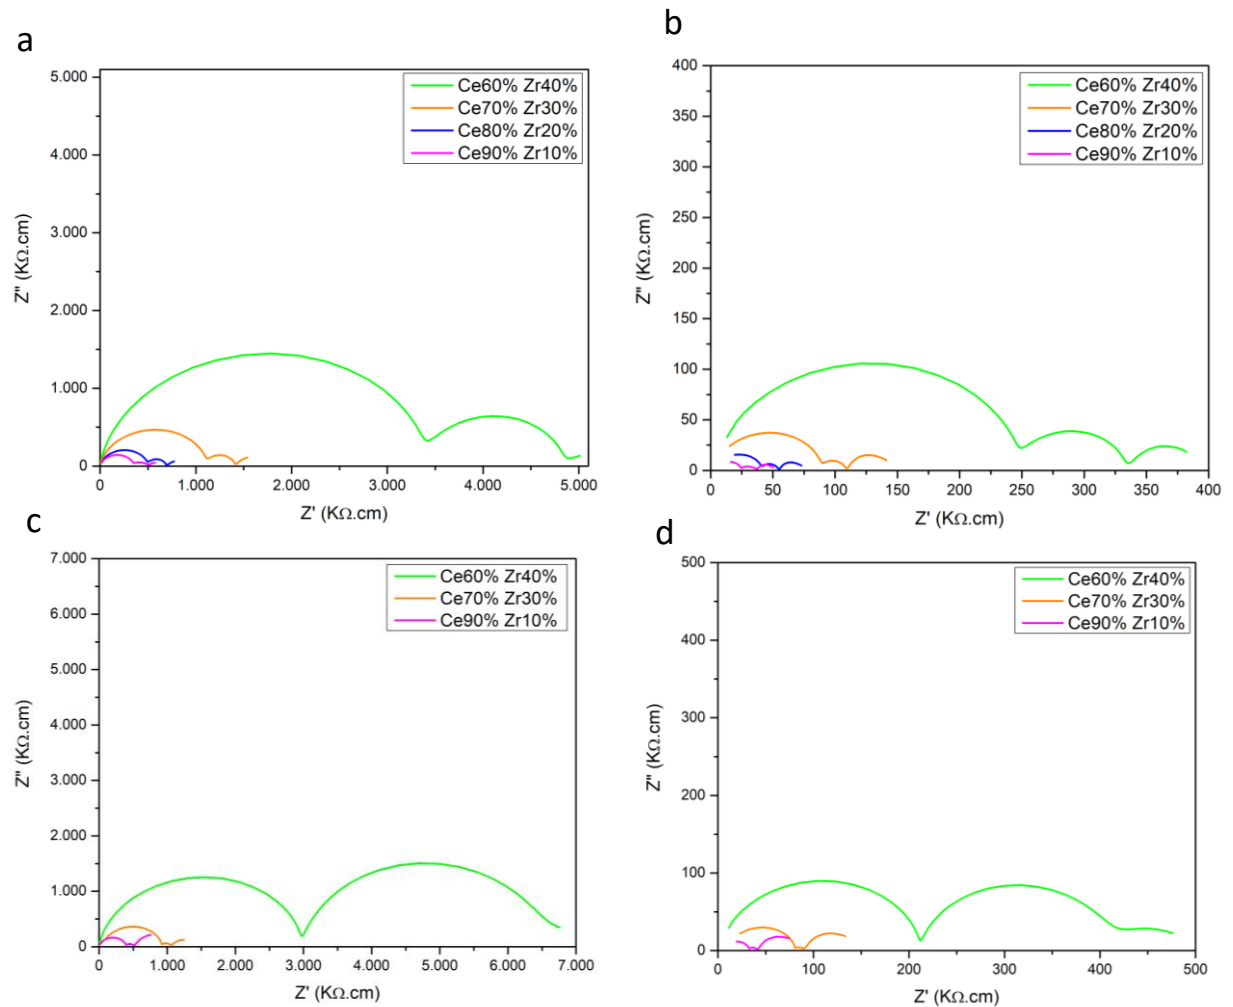 a
5.000
4.000
3.000
2.000
1.000
0
0
1.000
2.000
3.000
4.000
5.000
Z'' (KΩ.cm)
Z' (KΩ.cm)
Ce60% Zr40%
Ce70% Zr30%
Ce80% Zr20%
Ce90% Zr10%
b
400
350
300
250
200
150
100
50
0
0
50
100
150
200
250
300
350
400
Z'' (KΩ.cm)
Z' (KΩ.cm)
Ce60% Zr40%
Ce70% Zr30%
Ce80% Zr20%
Ce90% Zr10%
c
7.000
6.000
5.000
4.000
3.000
2.000
1.000
0
0
1.000
2.000
3.000
4.000
5.000
6.000
7.000
Z'' (KΩ.cm)
Z' (KΩ.cm)
Ce60% Zr40%
Ce70% Zr30%
Ce90% Zr10%
d
500
400
300
200
100
0
0
100
200
300
400
500
Z'' (KΩ.cm)
Z' (KΩ.cm)
Ce60% Zr40%
Ce70% Zr30%
Ce90% Zr10%